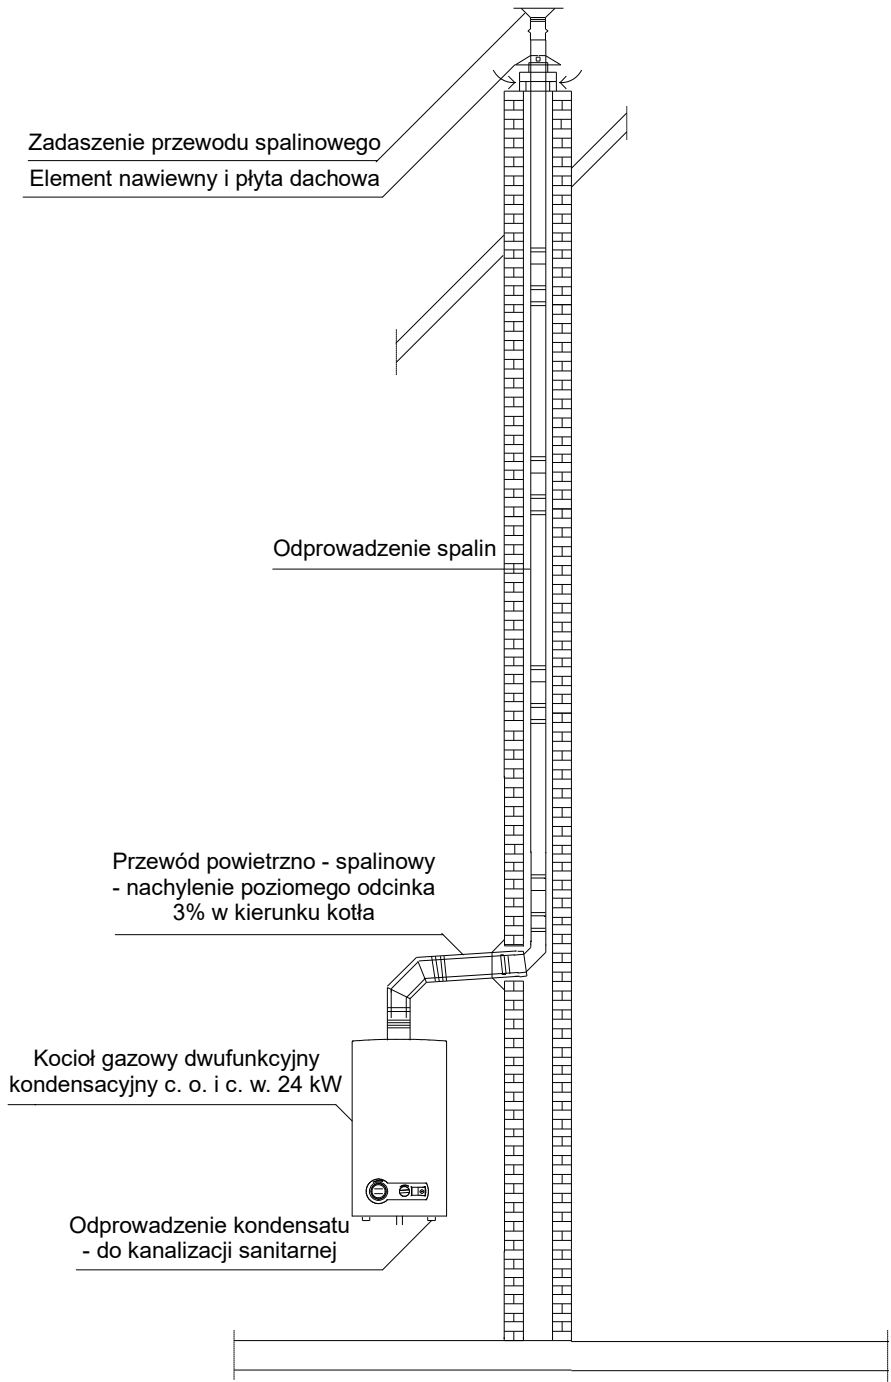 Zadaszenie przewodu spalinowego
Element nawiewny i płyta dachowa
Odprowadzenie spalin
Przewód powietrzno - spalinowy
- nachylenie poziomego odcinka
3% w kierunku kotła
Kocioł gazowy dwufunkcyjny
kondensacyjny c. o. i c. w. 24 kW
Odprowadzenie kondensatu
- do kanalizacji sanitarnej